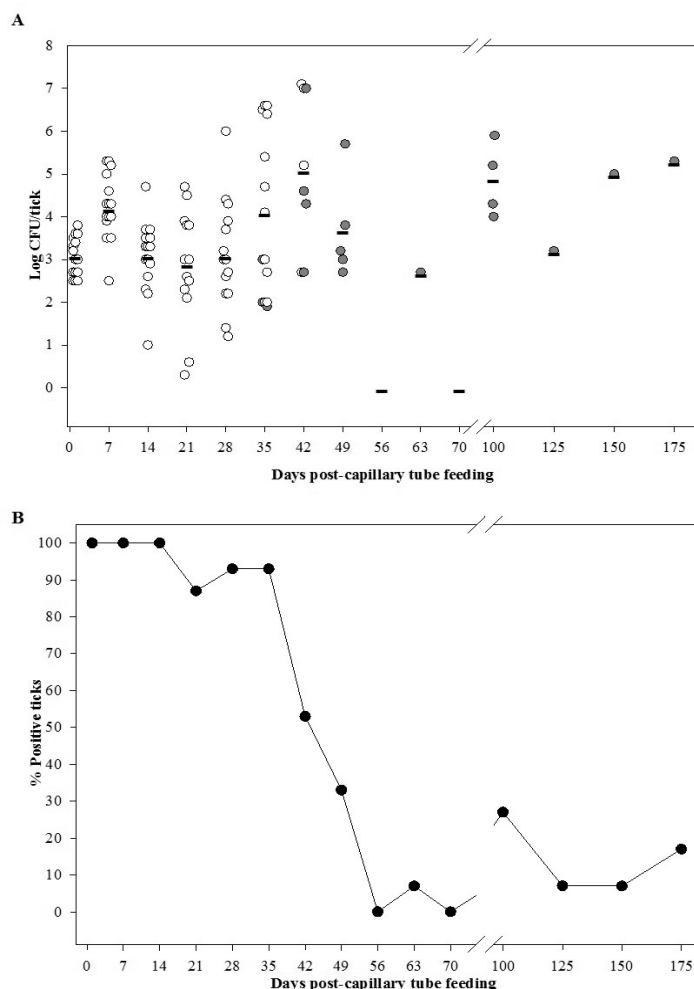 A
8
7
6
5
4
3
2
1
0
Log CFU/tick
0 7 14 21 28 35 42 49 56 63 70 100 125 150 175
Days post-capillary tube feeding
B
100
90
80
70
60
50
40
30
20
10
0
% Positive ticks
0 7 14 21 28 35 42 49 56 63 70 100 125 150 175
Days post-capillary tube feeding